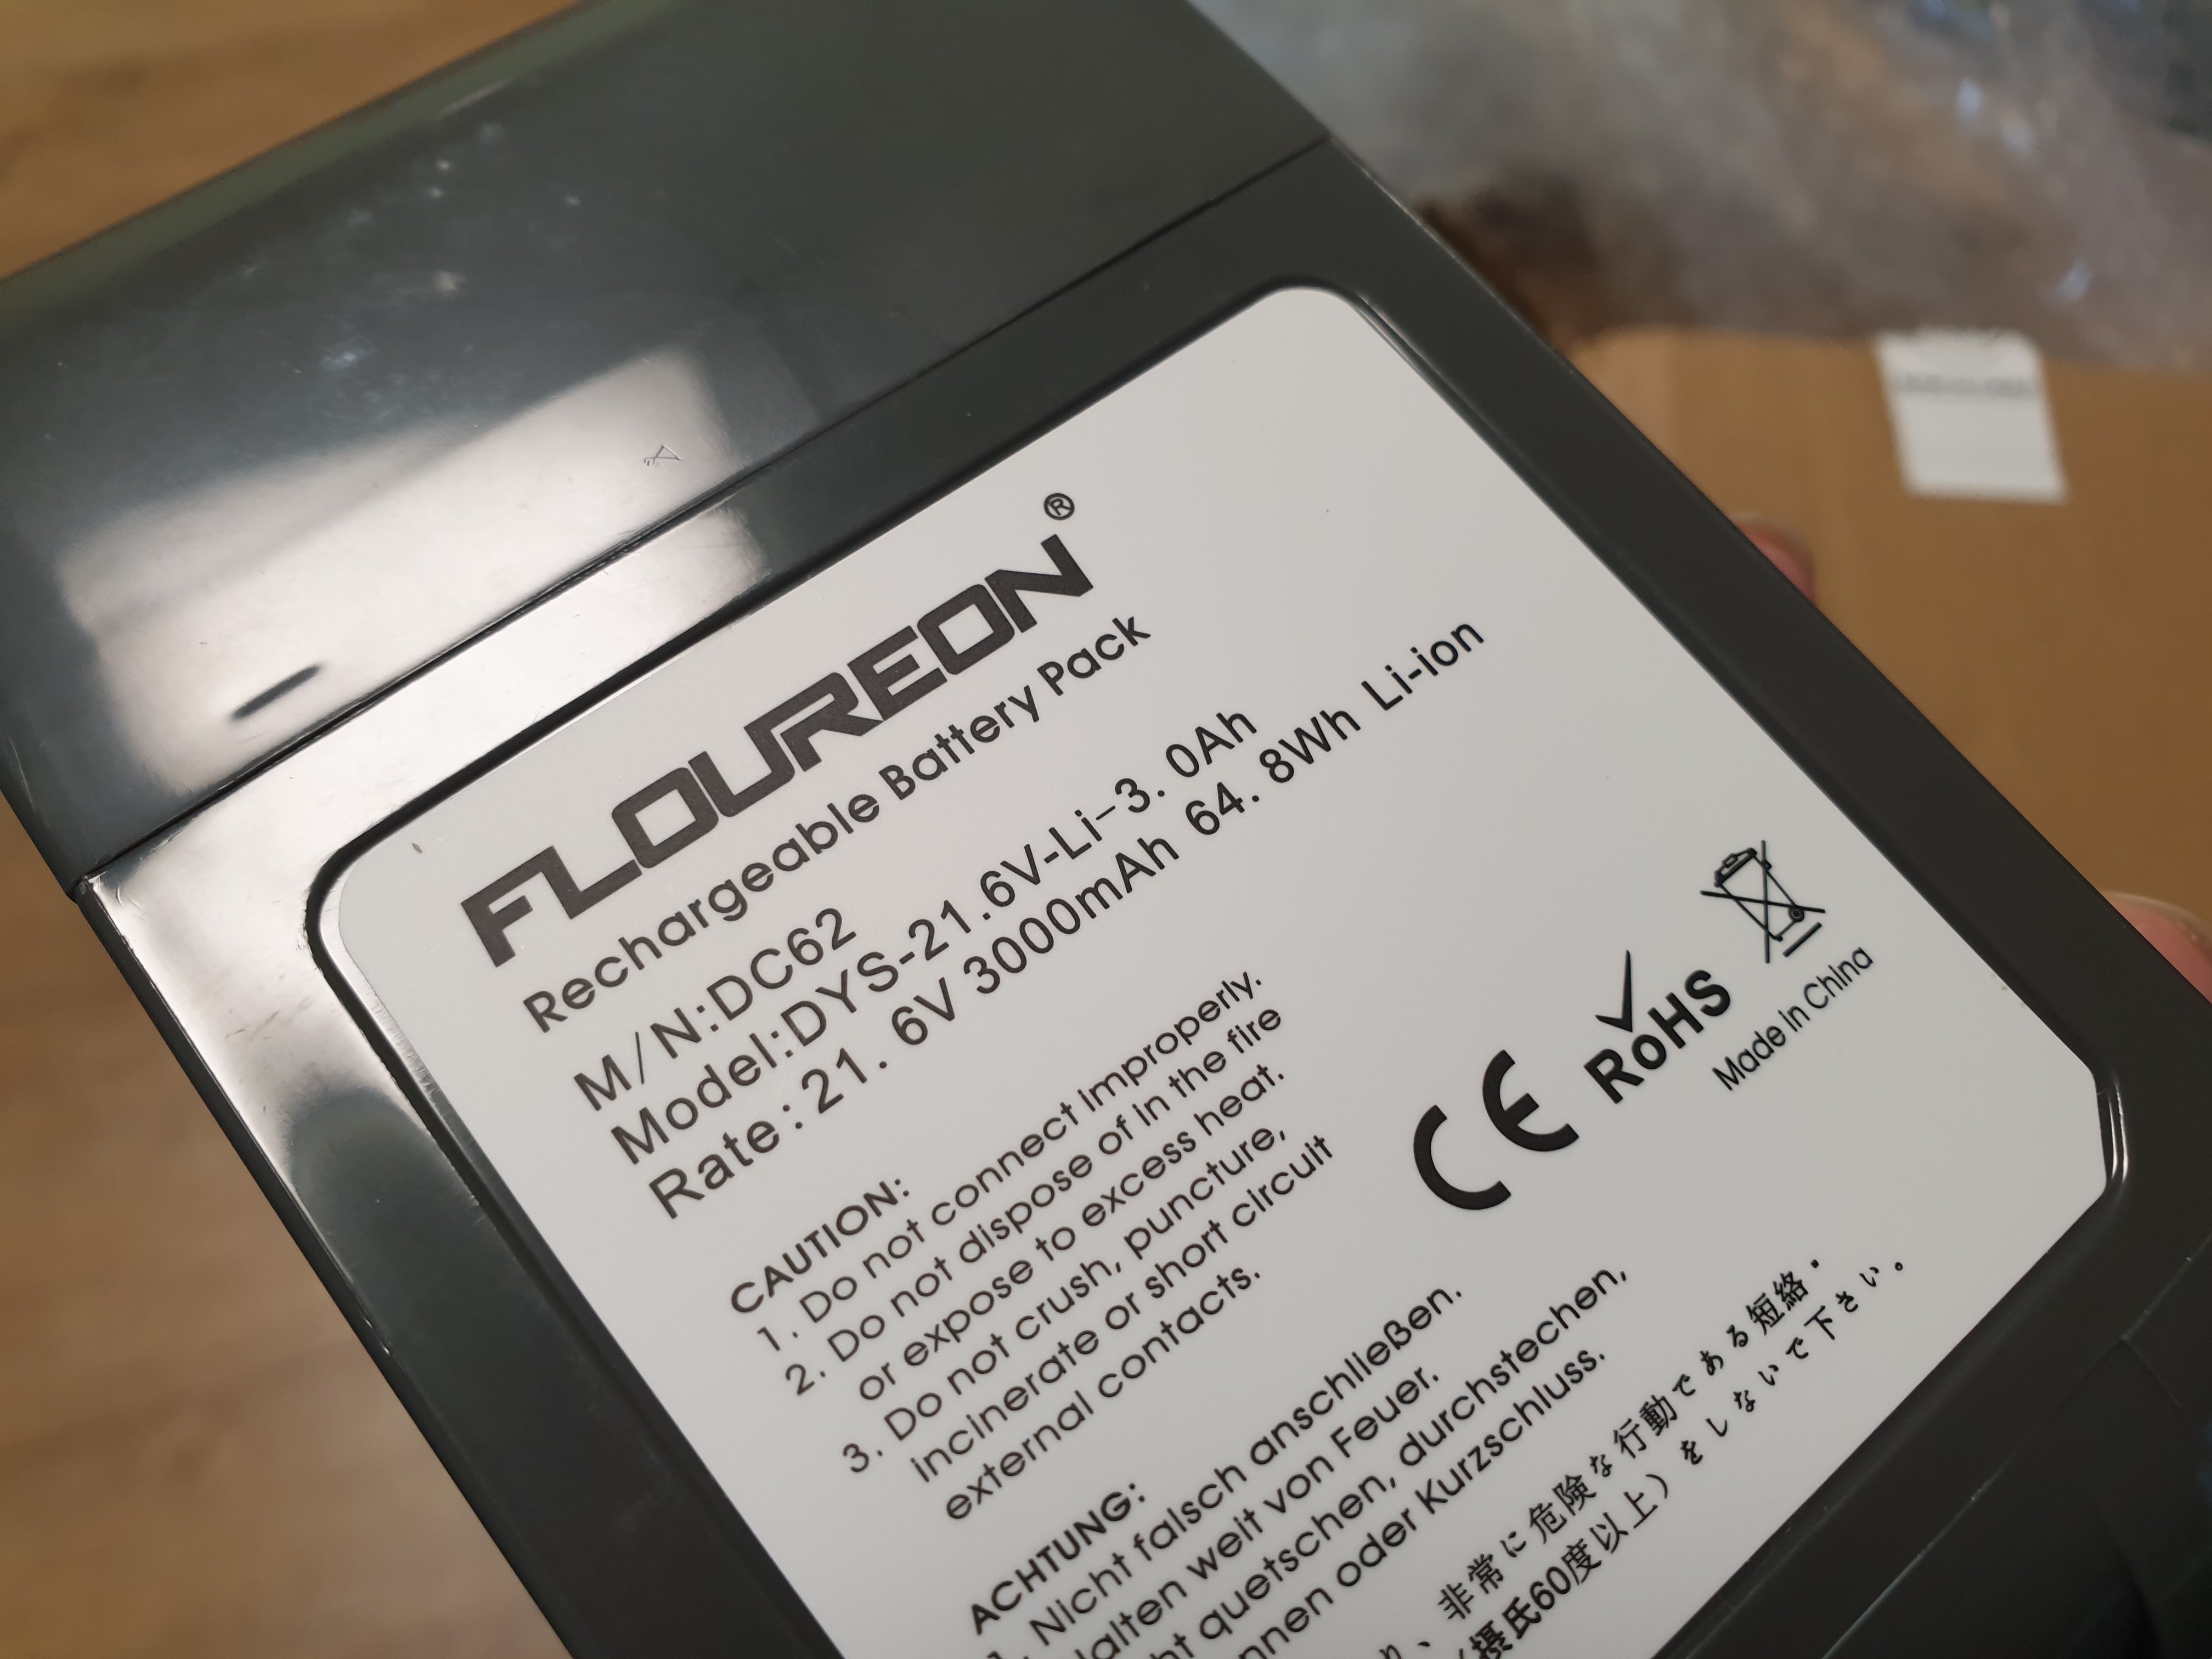 FLOUREON®
Rechargeable Battery Pack
M/N:DC62
Model:DYS-21.6V-Li-3.0Ah
Rate:21.6V 3000mAh 64.8Wh Li-ion
CAUTION:
1. Do not connect improperly.
2. Do not dispose of in the fire
or expose to excess heat.
3. Do not crush, puncture,
incinerate or short circuit
external contacts.
CE
RoHS
Made in China
ACHTUNG:
1. Nicht falsch anschließen.
weit von Feuer.
quetschen, durchstechen,
oder Kurzschluss.
、非常に危険な行動である短絡・
(摂氏60度以上)をしないで下さい。